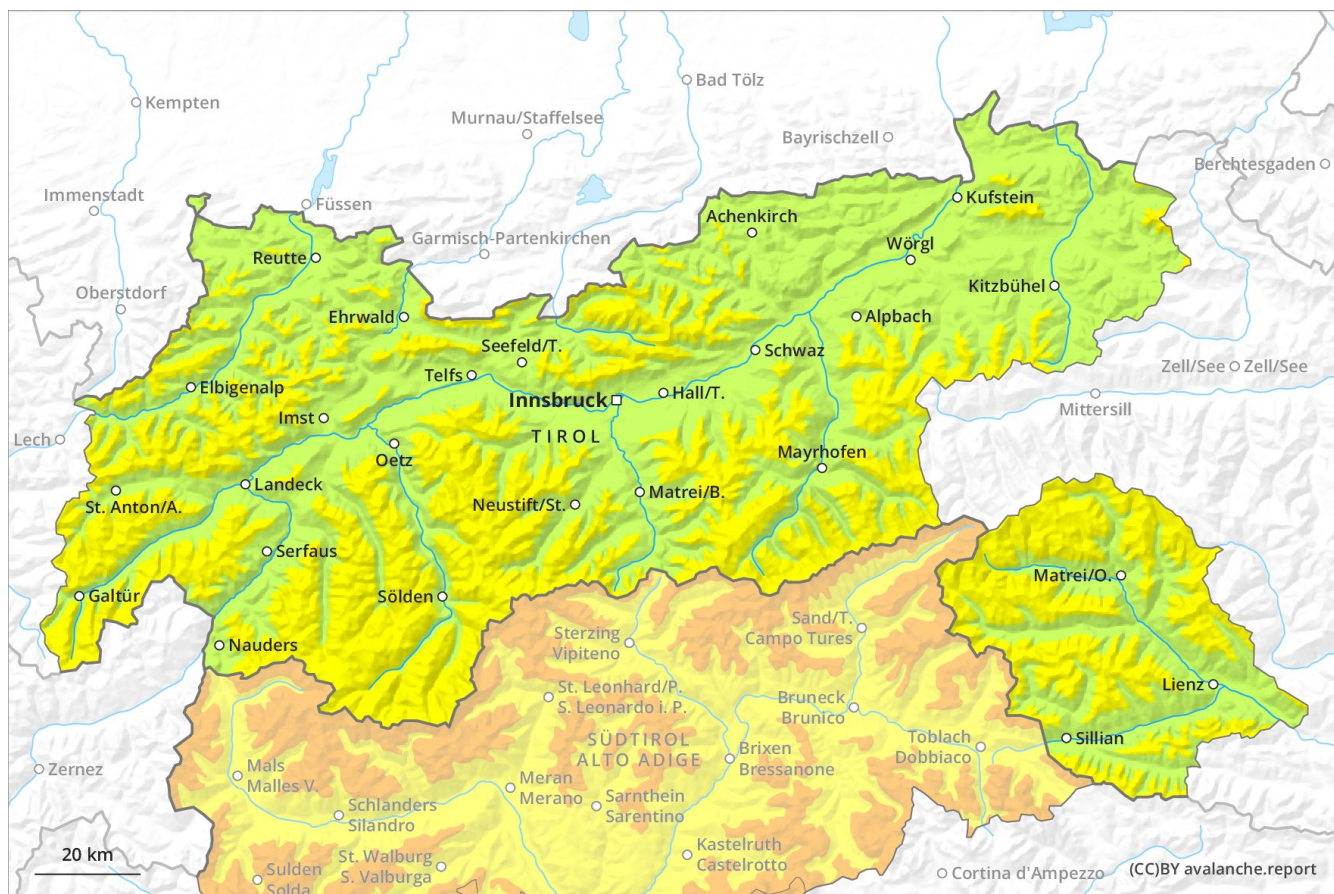 Kempten
Bad Tölz
Murnau/Staffelsee
Bayrischzell
Berchtesgaden
Immenstadt
Füssen
Kufstein
Achenkirch
Garmisch-Partenkirchen
Wörgl
Reutte
Kitzbühel
Oberstdorf
Ehrwald
Alpbach
Seefeld/T.
Schwaz
Telfs
Zell/See
Zell/See
Elbigenalp
Innsbruck
Hall/T.
Mittersill
Imst
Lech
TIROL
Oetz
Mayrhofen
Landeck
Matrei/B.
St. Anton/A.
Neustift/St.
Serfaus
Matrei/O.
Galtür
Sölden
Sand/T.
Campo Tures
Sterzing
Vipiteno
Nauders
Lienz
St. Leonhard/P.
S. Leonardo i. P.
Bruneck
Brunico
Sillian
Toblach
Dobbiaco
SÜDTIROL
ALTO ADIGE
Brixen
Bressanone
Zernez
Mals
Malles V.
Meran
Merano
Sarnthein
Sarentino
Schlanders
Silandro
Kastelruth
Castelrotto
20 km
St. Walburg
S. Valburga
Cortina d'Ampezzo
(CC)BY avalanche.report
Sulden
Solda